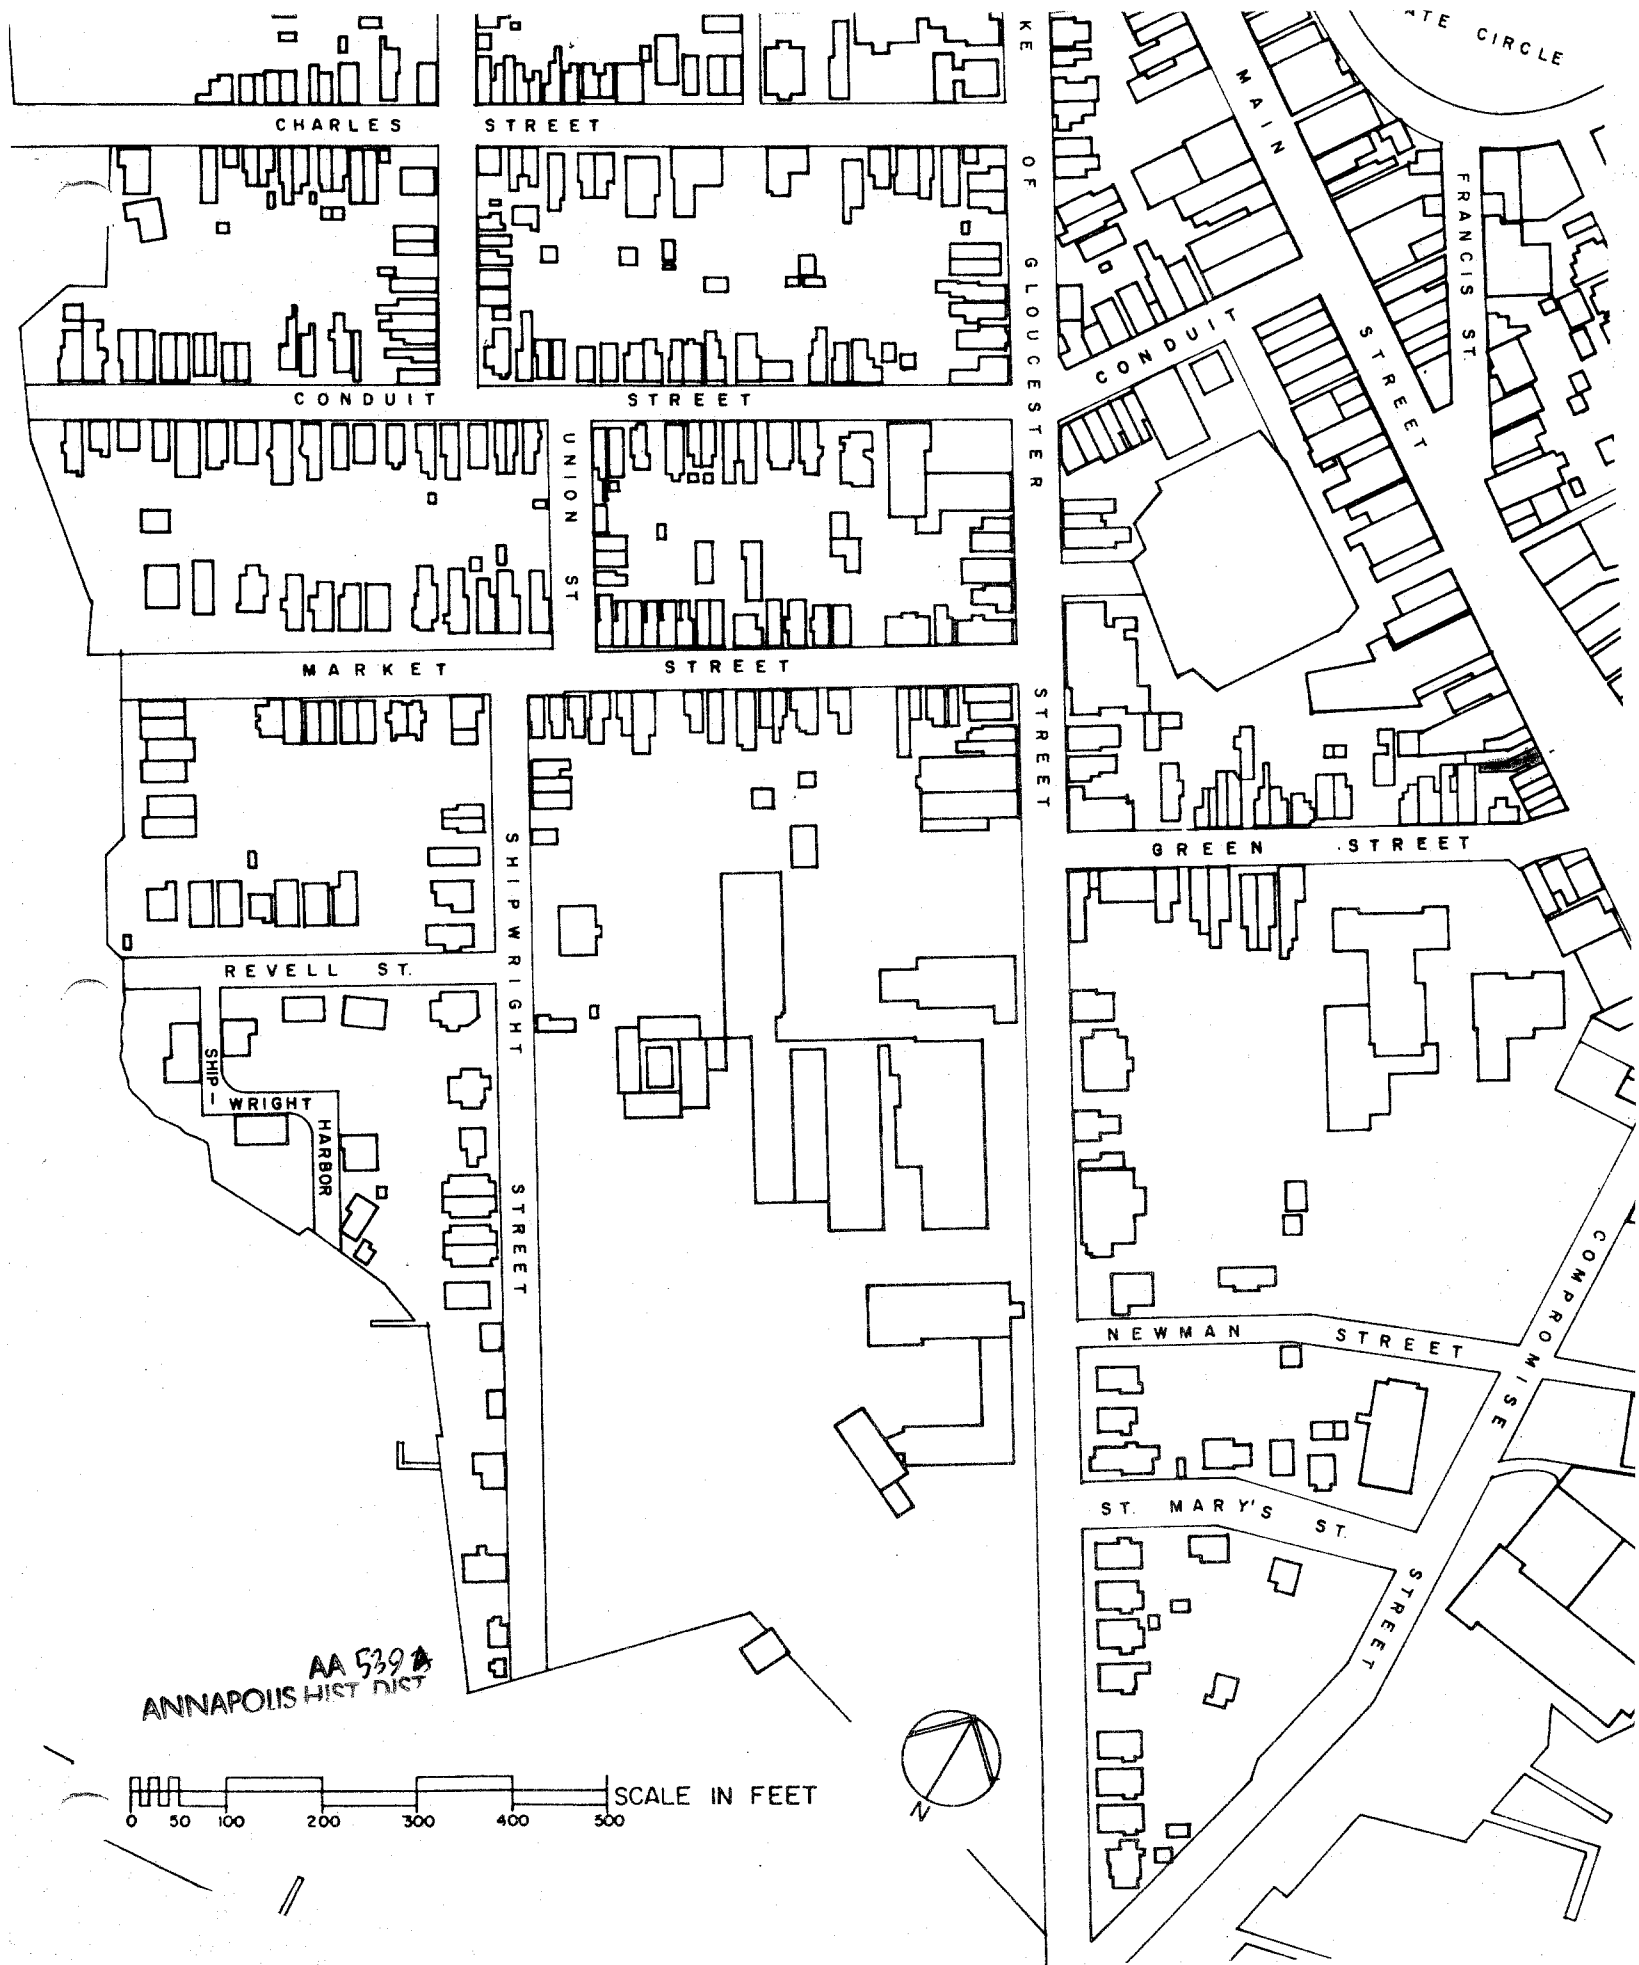 ATE CIRCLE
KE OF GLOUCESTER STREET
MAIN STREET
CHARLES STREET
FRANCIS ST.
CONDUIT
CONDUIT STREET
UNION ST
MARKET STREET
GREEN STREET
SHIPWRIGHT STREET
REVELL ST.
SHIP-
WRIGHT
HARBOR
COMPROMISE STREET
NEWMAN STREET
ST. MARY'S ST.
AA 539
ANNAPOLIS HIST DIST
N
SCALE IN FEET
0 50 100 200 300 400 500